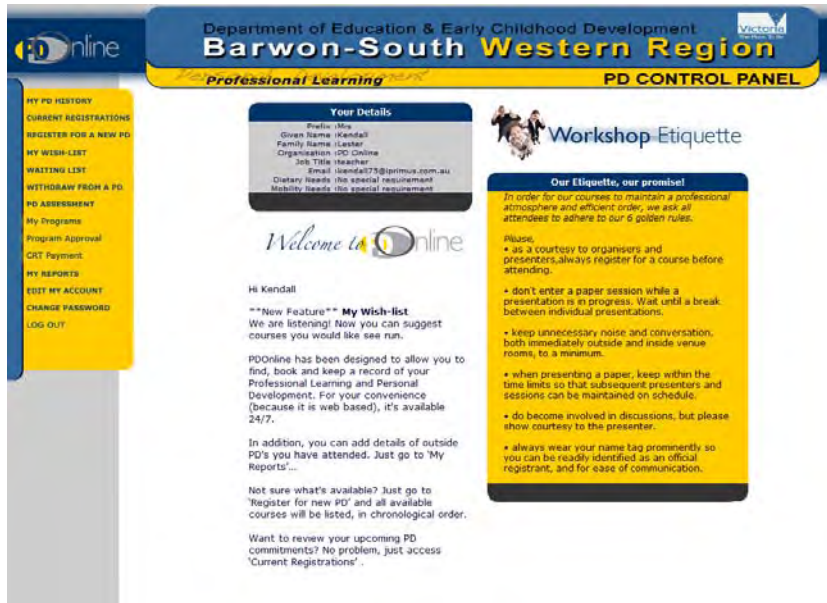 PD Online
Department of Education & Early Childhood Development
Victoria
Barwon-South Western Region
Professional Learning
PD CONTROL PANEL
MY PD HISTORY
CURRENT REGISTRATIONS
REGISTER FOR A NEW PD
MY WISH-LIST
WAITING LIST
WITHDRAW FROM A PD
PD ASSESSMENT
My Programs
Program Approval
CRT Payment
MY REPORTS
EDIT MY ACCOUNT
CHANGE PASSWORD
LOG OUT
Your Details
Prefix :Mrs
Given Name :Kendall
Family Name :Lester
Organisation :PD Online
Job Title :teacher
Email :kendall73@iprimus.com.au
Dietary Needs :No special requirement
Mobility Needs :No special requirement
Welcome to PD Online
Hi Kendall
**New Feature** My Wish-list
We are listening! Now you can suggest
courses you would like see run.
PDOnline has been designed to allow you to
find, book and keep a record of your
Professional Learning and Personal
Development. For your convenience
(because it is web based), it's available
24/7.
In addition, you can add details of outside
PD's you have attended. Just go to 'My
Reports'...
Not sure what's available? Just go to
'Register for new PD' and all available
courses will be listed, in chronological order.
Want to review your upcoming PD
commitments? No problem, just access
'Current Registrations' .
Workshop Etiquette
Our Etiquette, our promise!
In order for our courses to maintain a professional
atmosphere and efficient order, we ask all
attendees to adhere to our 6 golden rules.
Please,
• as a courtesy to organisers and
presenters,always register for a course before
attending.
• don't enter a paper session while a
presentation is in progress. Wait until a break
between individual presentations.
• keep unnecessary noise and conversation,
both immediately outside and inside venue
rooms, to a minimum.
• when presenting a paper, keep within the
time limits so that subsequent presenters and
sessions can be maintained on schedule.
• do become involved in discussions, but please
show courtesy to the presenter.
• always wear your name tag prominently so
you can be readily identified as an official
registrant, and for ease of communication.